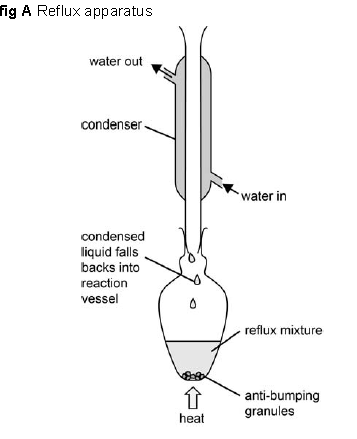 fig A Reflux apparatus
water out
condenser
water in
condensed
liquid falls
backs into
reaction
vessel
reflux mixture
anti-bumping
granules
heat